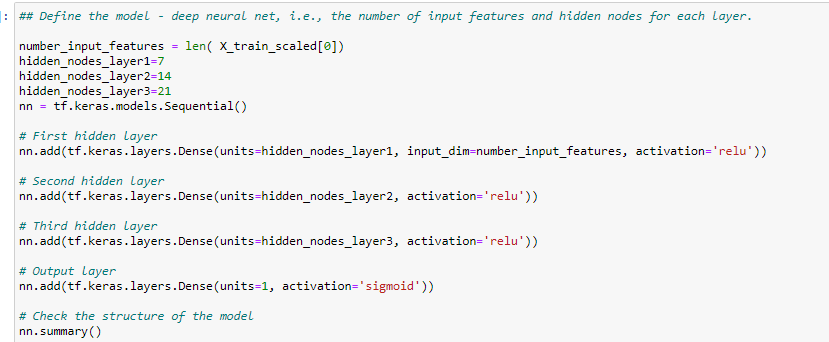 ]: ## Define the model - deep neural net, i.e., the number of input features and hidden nodes for each layer.
number_input_features = len( X_train_scaled[0])
hidden_nodes_layer1=7
hidden_nodes_layer2=14
hidden_nodes_layer3=21
nn = tf.keras.models.Sequential()
# First hidden layer
nn.add(tf.keras.layers.Dense(units=hidden_nodes_layer1, input_dim=number_input_features, activation='relu'))
# Second hidden layer
nn.add(tf.keras.layers.Dense(units=hidden_nodes_layer2, activation='relu'))
# Third hidden layer
nn.add(tf.keras.layers.Dense(units=hidden_nodes_layer3, activation='relu'))
# Output layer
nn.add(tf.keras.layers.Dense(units=1, activation='sigmoid'))
# Check the structure of the model
nn.summary()